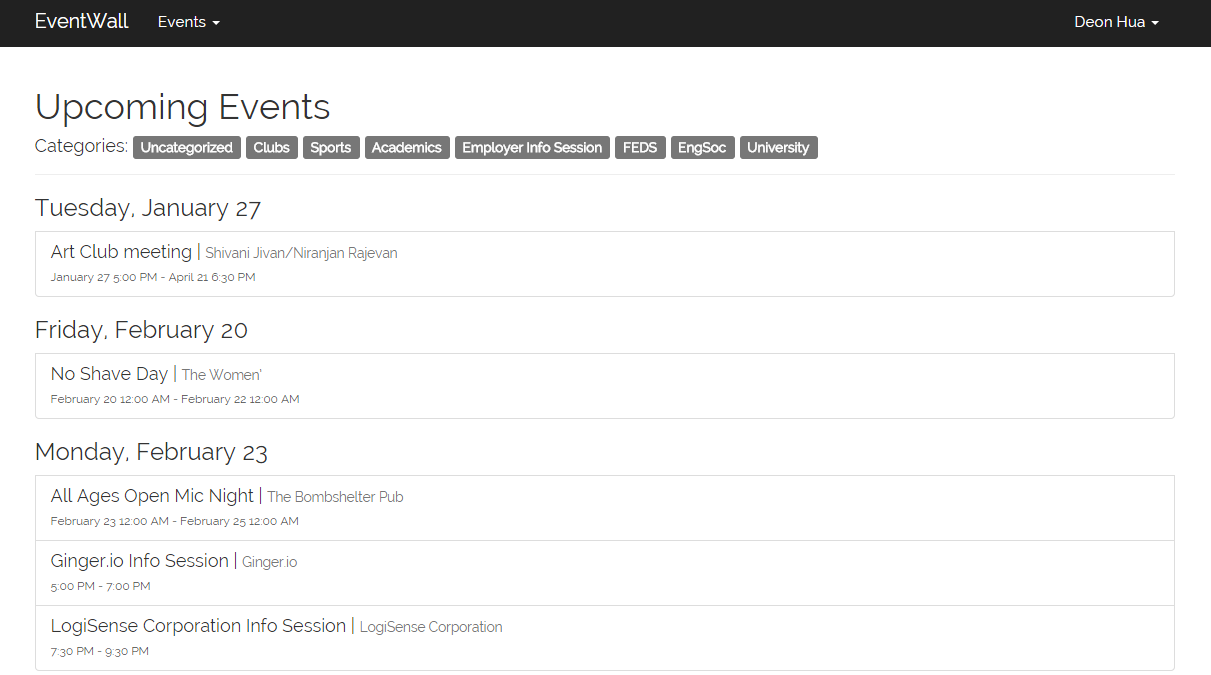 EventWall Events Deon Hua
Upcoming Events
Categories: Uncategorized Clubs Sports Academics Employer Info Session FEDS EngSoc University
Tuesday, January 27
Art Club meeting | Shivani Jivan/Niranjan Rajevan
January 27 5:00 PM - April 21 6:30 PM
Friday, February 20
No Shave Day | The Women'
February 20 12:00 AM - February 22 12:00 AM
Monday, February 23
All Ages Open Mic Night | The Bombshelter Pub
February 23 12:00 AM - February 25 12:00 AM
Ginger.io Info Session | Ginger.io
5:00 PM - 7:00 PM
LogiSense Corporation Info Session | LogiSense Corporation
7:30 PM - 9:30 PM